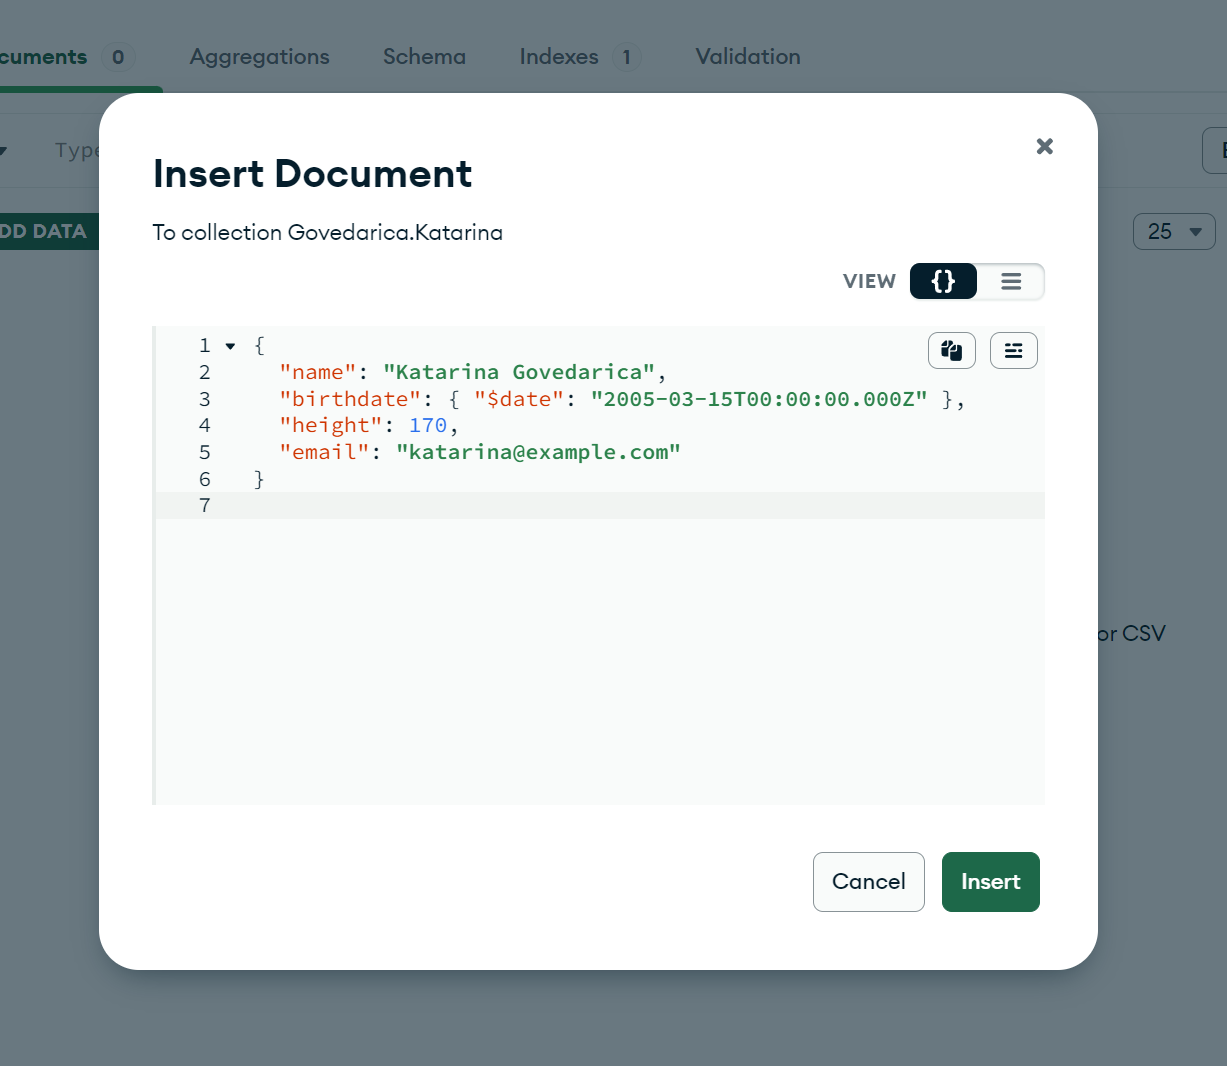 cuments 0 Aggregations Schema Indexes 1 Validation
Type
DD DATA
25
Insert Document
To collection Govedarica.Katarina
VIEW {}
1 {
2 "name": "Katarina Govedarica",
3 "birthdate": { "$date": "2005-03-15T00:00:00.000Z" },
4 "height": 170,
5 "email": "katarina@example.com"
6 }
7
or CSV
Cancel Insert